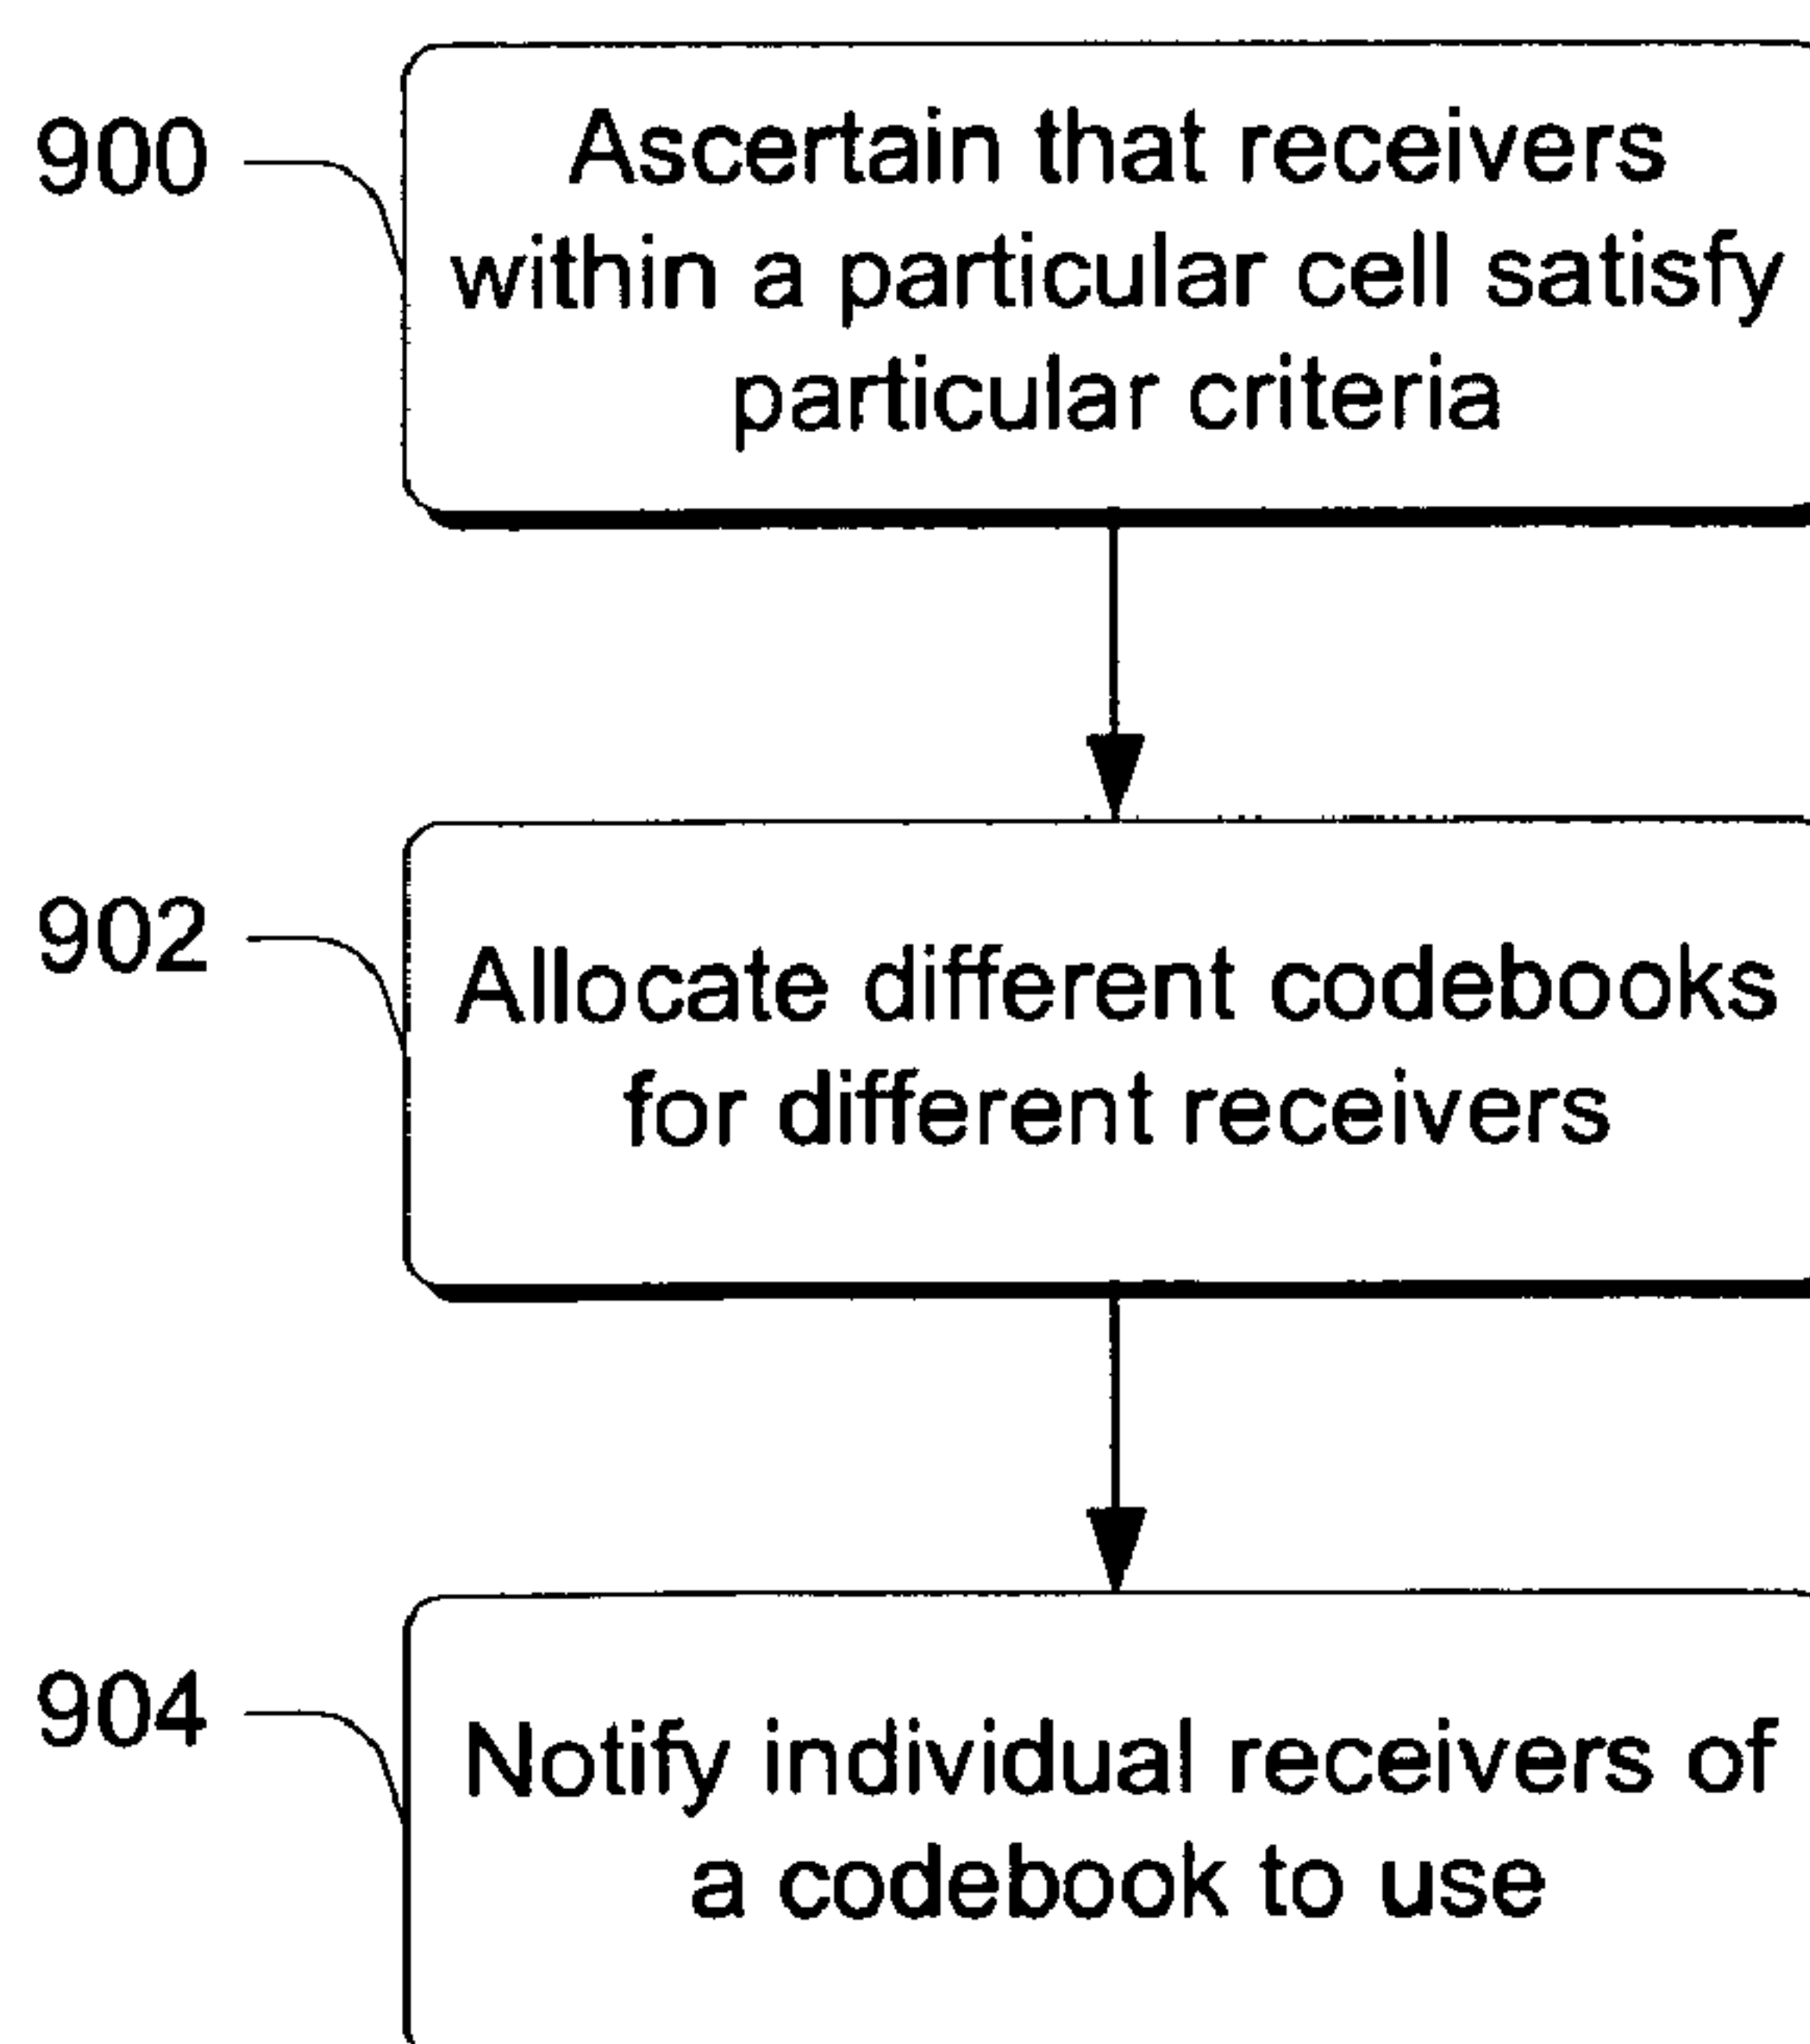 900
Ascertain that receivers
within a particular cell satisfy
particular criteria
902
Allocate different codebooks
for different receivers
904
Notify individual receivers of
a codebook to use